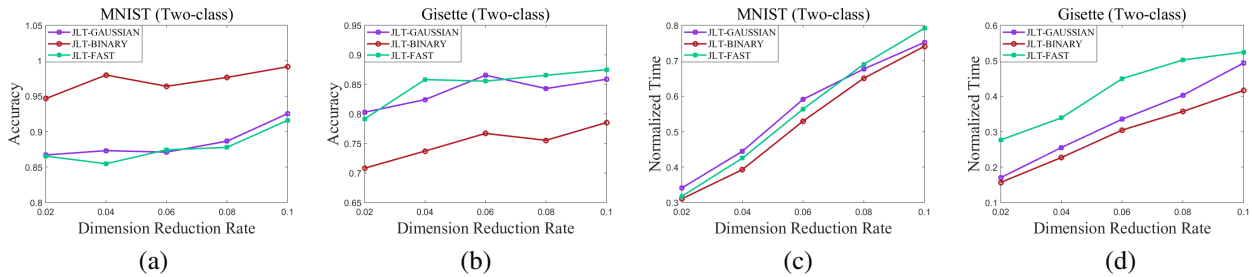 MNIST (Two-class)
JLT-GAUSSIAN
JLT-BINARY
JLT-FAST
Accuracy
1.05
1
0.95
0.9
0.85
0.8
0.02
0.04
0.06
0.08
0.1
Dimension Reduction Rate
(a)
Gisette (Two-class)
JLT-GAUSSIAN
JLT-BINARY
JLT-FAST
Accuracy
0.95
0.9
0.85
0.8
0.75
0.7
0.65
0.02
0.04
0.06
0.08
0.1
Dimension Reduction Rate
(b)
MNIST (Two-class)
JLT-GAUSSIAN
JLT-BINARY
JLT-FAST
Normalized Time
0.8
0.7
0.6
0.5
0.4
0.3
0.02
0.04
0.06
0.08
0.1
Dimension Reduction Rate
(c)
Gisette (Two-class)
JLT-GAUSSIAN
JLT-BINARY
JLT-FAST
Normalized Time
0.6
0.5
0.4
0.3
0.2
0.1
0.02
0.04
0.06
0.08
0.1
Dimension Reduction Rate
(d)